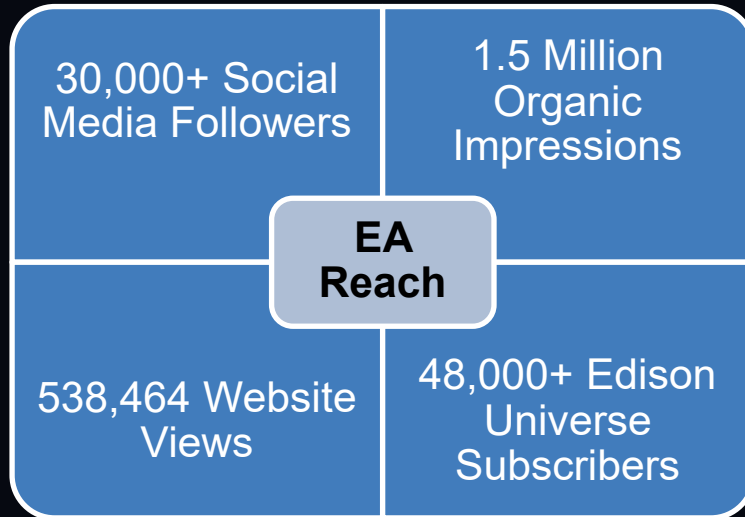 30,000+ Social
Media Followers
1.5 Million
Organic
Impressions
EA
Reach
538,464 Website
Views
48,000+ Edison
Universe
Subscribers